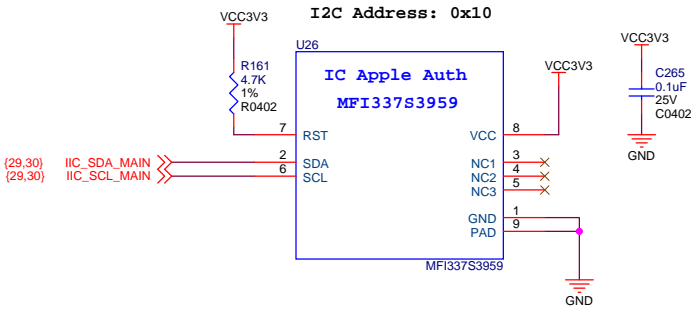 I2C Address: 0x10
VCC3V3
U26
R161
4.7K
1%
R0402
IC Apple Auth
MFI337S3959
VCC3V3
VCC3V3
C265
0.1uF
25V
C0402
GND
7 RST
VCC 8
{29,30} IIC_SDA_MAIN 2 SDA
{29,30} IIC_SCL_MAIN 6 SCL
NC1 3
NC2 4
NC3 5
GND 1
PAD 9
MFI337S3959
GND